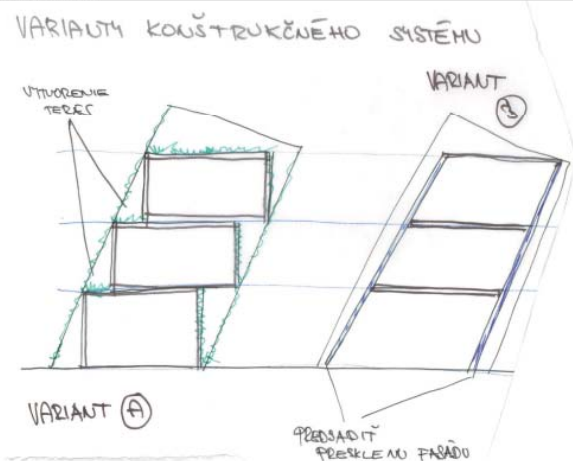 VARIANTY KONŠTRUKČNÉHO SYSTÉMU
VYTVORENIE
TERÁS
VARIANT
B
VARIANT A
PREDSADIŤ
PRESKLENÚ FASÁDU